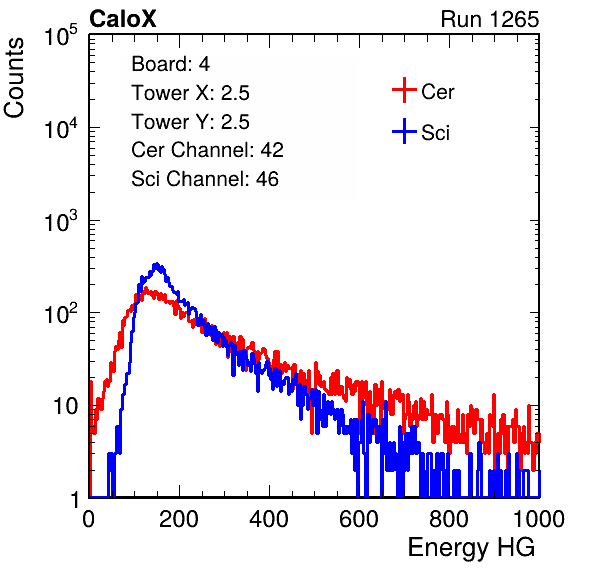 CaloX Run 1265
Counts
10^5
10^4
10^3
10^2
10
1
Board: 4
Tower X: 2.5
Tower Y: 2.5
Cer Channel: 42
Sci Channel: 46
Cer
Sci
0 200 400 600 800 1000
Energy HG